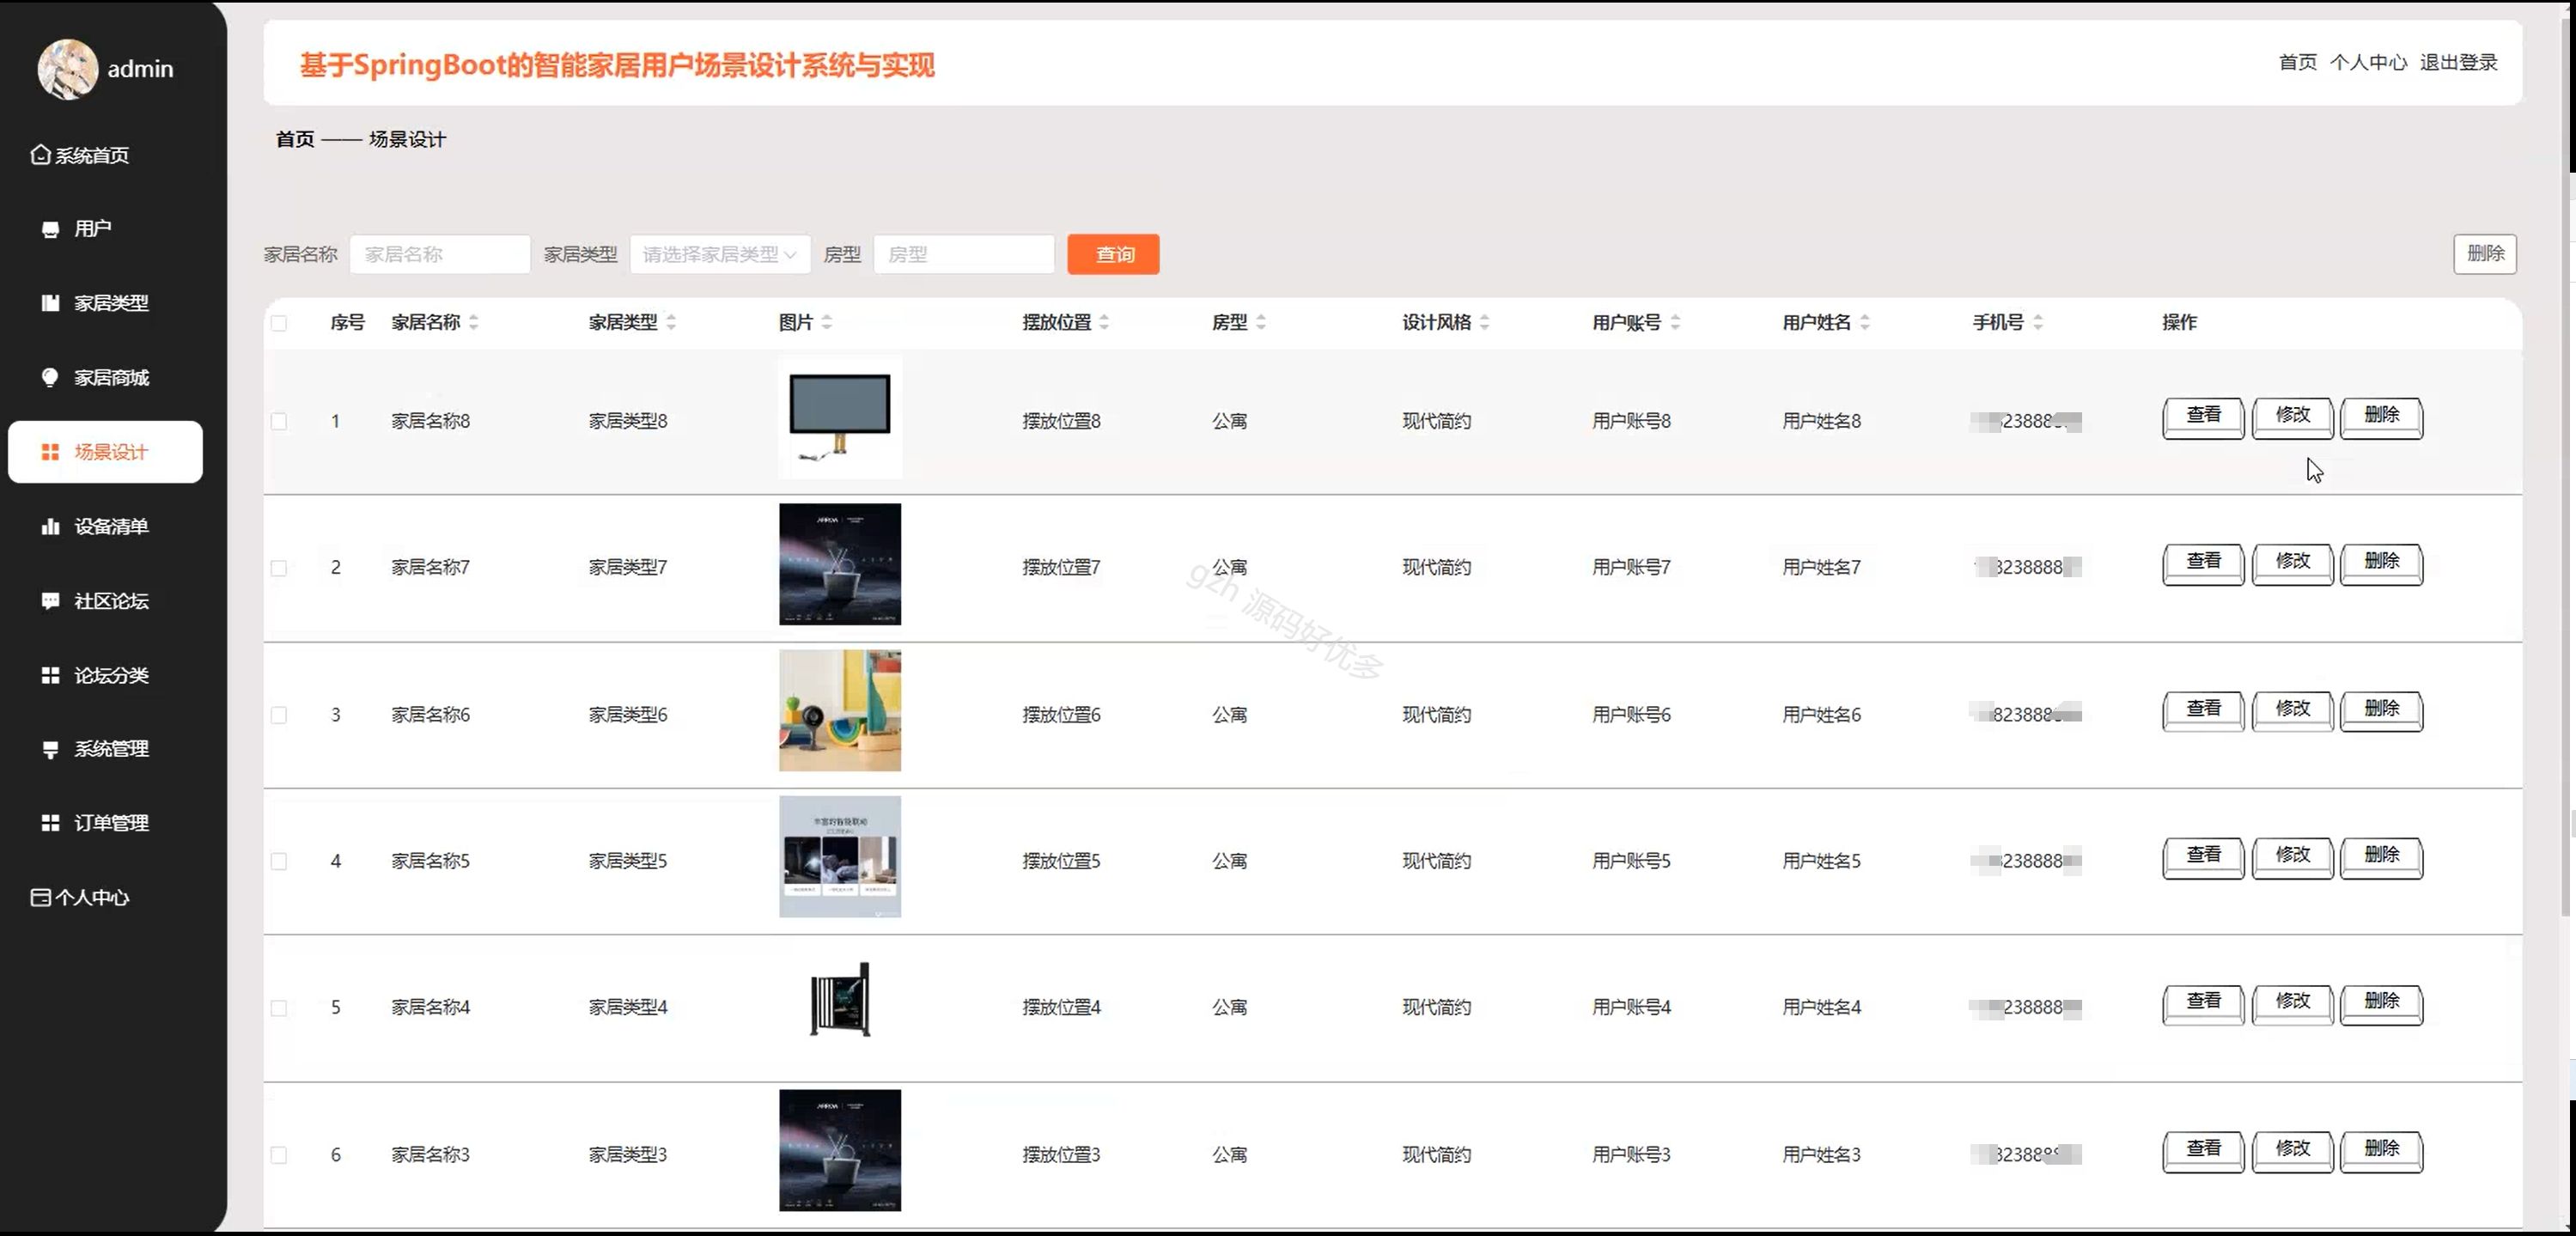 admin
基于SpringBoot的智能家居用户场景设计系统与实现
首页 个人中心 退出登录
首页 —— 场景设计
系统首页
用户
家居类型
家居商城
场景设计
设备清单
社区论坛
论坛分类
系统管理
订单管理
个人中心
家居名称 家居名称 家居类型 请选择家居类型 房型 房型 查询 删除
序号 家居名称 家居类型 图片 摆放位置 房型 设计风格 用户账号 用户姓名 手机号 操作
1 家居名称8 家居类型8 摆放位置8 公寓 现代简约 用户账号8 用户姓名8 23888 查看 修改 删除
2 家居名称7 家居类型7 摆放位置7 公寓 现代简约 用户账号7 用户姓名7 8238888 查看 修改 删除
3 家居名称6 家居类型6 摆放位置6 公寓 现代简约 用户账号6 用户姓名6 823888 查看 修改 删除
丰富的智能联动
4 家居名称5 家居类型5 摆放位置5 公寓 现代简约 用户账号5 用户姓名5 238888 查看 修改 删除
5 家居名称4 家居类型4 摆放位置4 公寓 现代简约 用户账号4 用户姓名4 238888 查看 修改 删除
6 家居名称3 家居类型3 摆放位置3 公寓 现代简约 用户账号3 用户姓名3 823888 查看 修改 删除
gzh 源码好优多